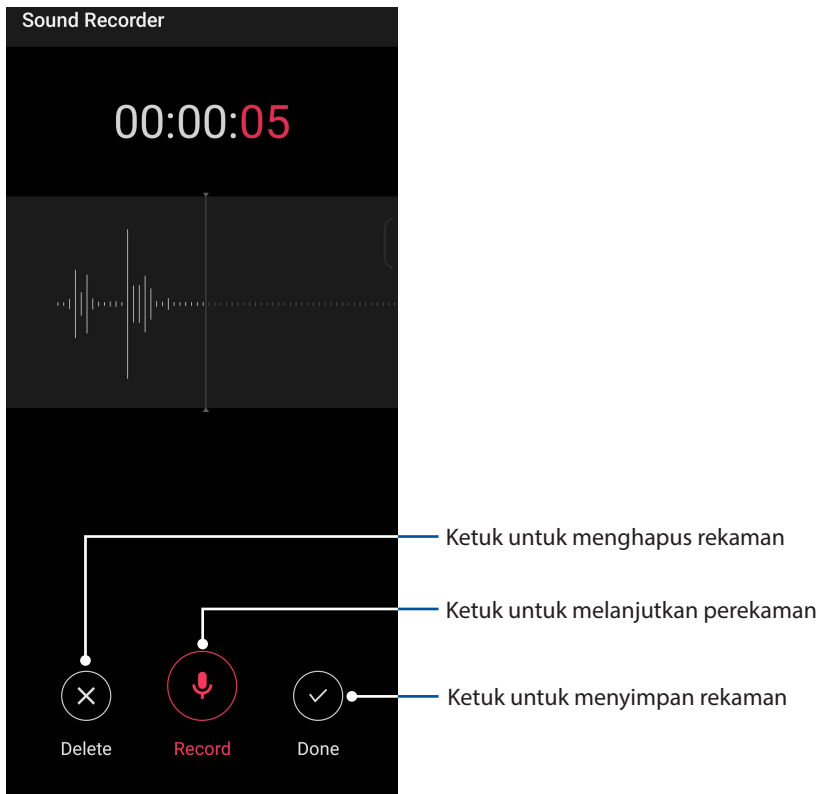 Sound Recorder
00:00:05
Ketuk untuk menghapus rekaman
Ketuk untuk melanjutkan perekaman
Ketuk untuk menyimpan rekaman
Delete Record Done